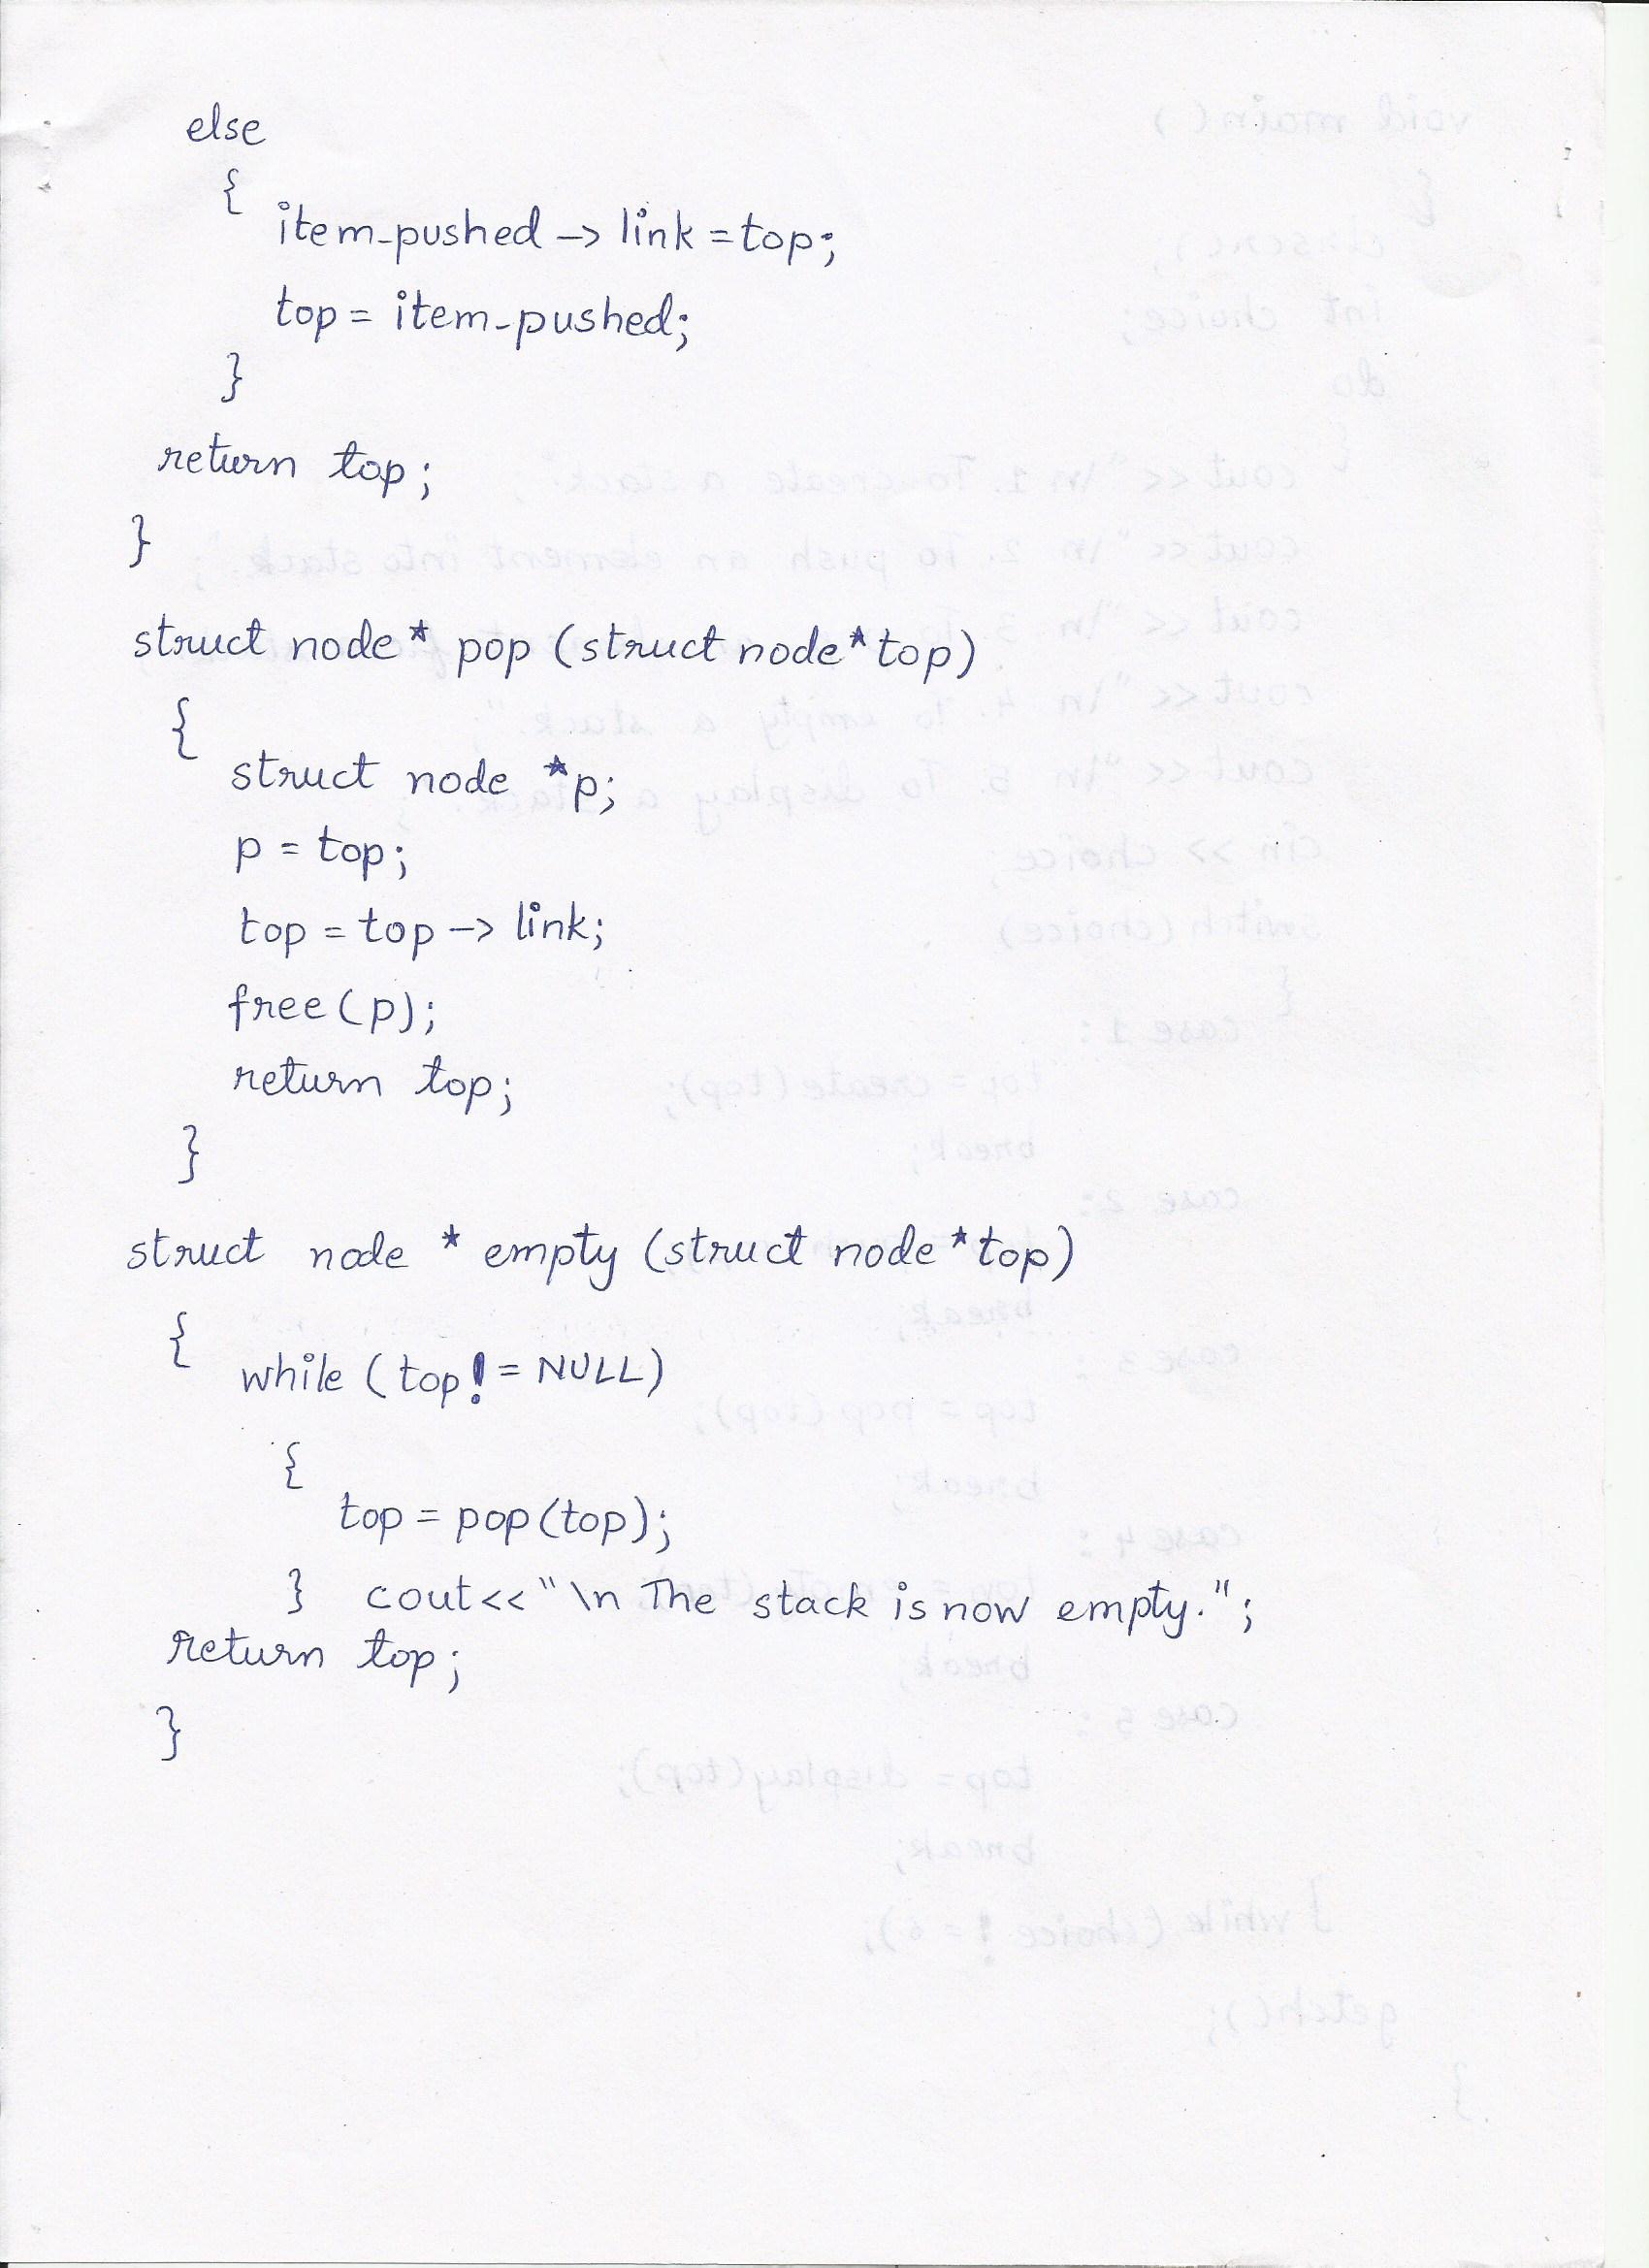 else
{
item_pushed -> link = top;
top = item_pushed;
}
return top;
}
struct node* pop (struct node*top)
{
struct node *p;
p = top;
top = top -> link;
free(p);
return top;
}
struct node * empty (struct node *top)
{
while (top != NULL)
{
top = pop(top);
} cout<<"\n The stack is now empty.";
return top;
}